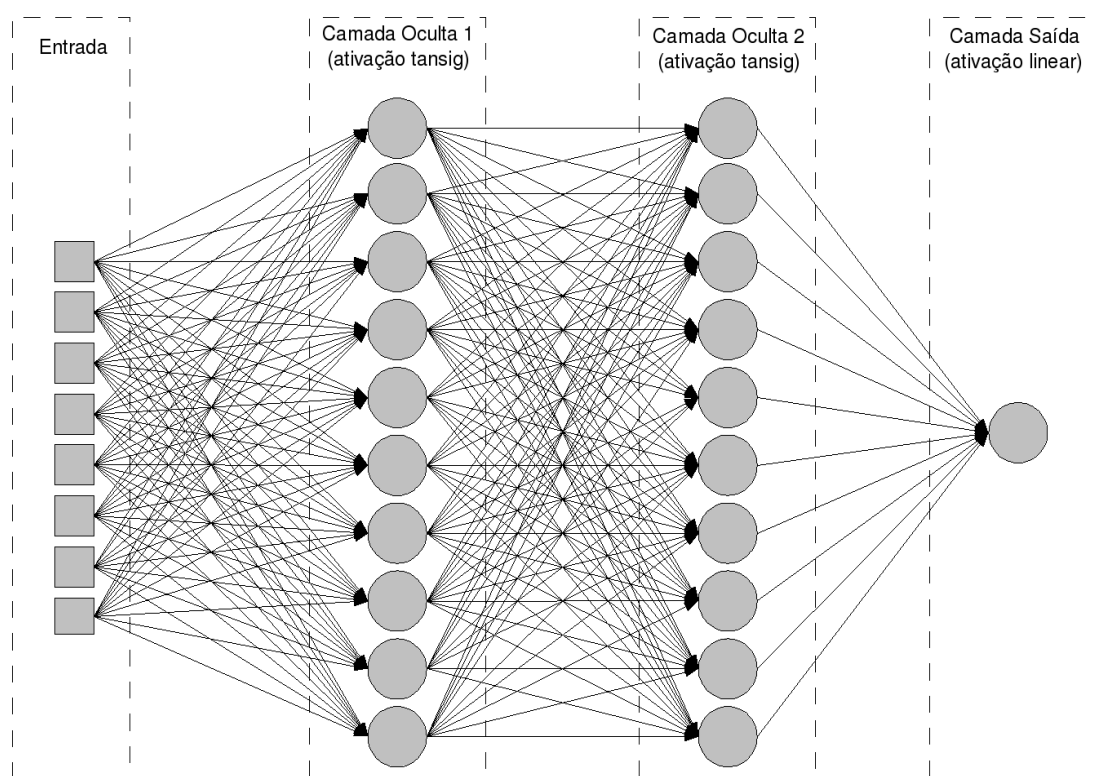 Entrada
Camada Oculta 1
(ativação tansig)
Camada Oculta 2
(ativação tansig)
Camada Saída
(ativação linear)